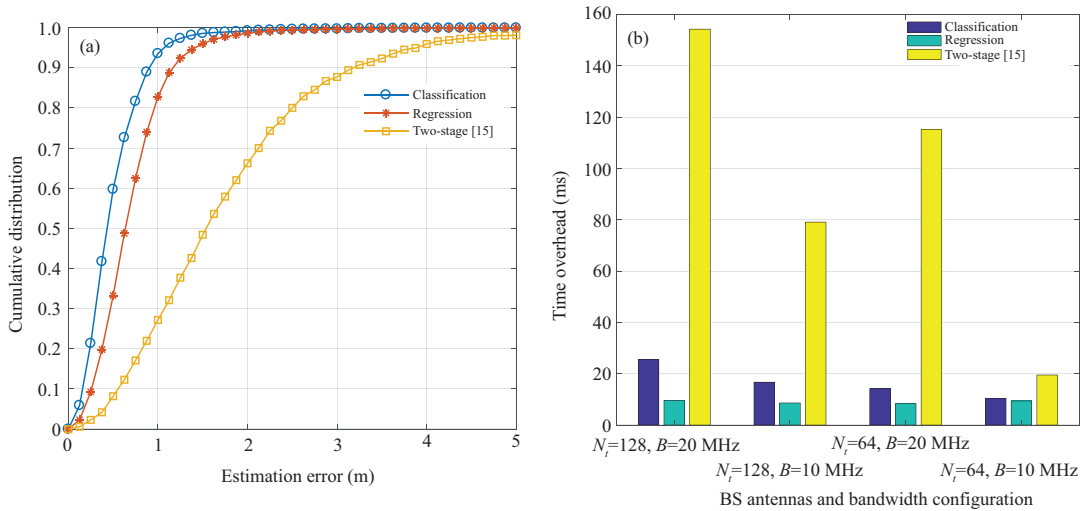 (a)
1.0
0.9
0.8
0.7
0.6
0.5
0.4
0.3
0.2
0.1
0
Cumulative distribution
Classification
Regression
Two-stage [15]
0 1 2 3 4 5
Estimation error (m)
(b)
160
140
120
100
80
60
40
20
0
Time overhead (ms)
Classification
Regression
Two-stage [15]
Nt=128, B=20 MHz
Nt=128, B=10 MHz
Nt=64, B=20 MHz
Nt=64, B=10 MHz
BS antennas and bandwidth configuration